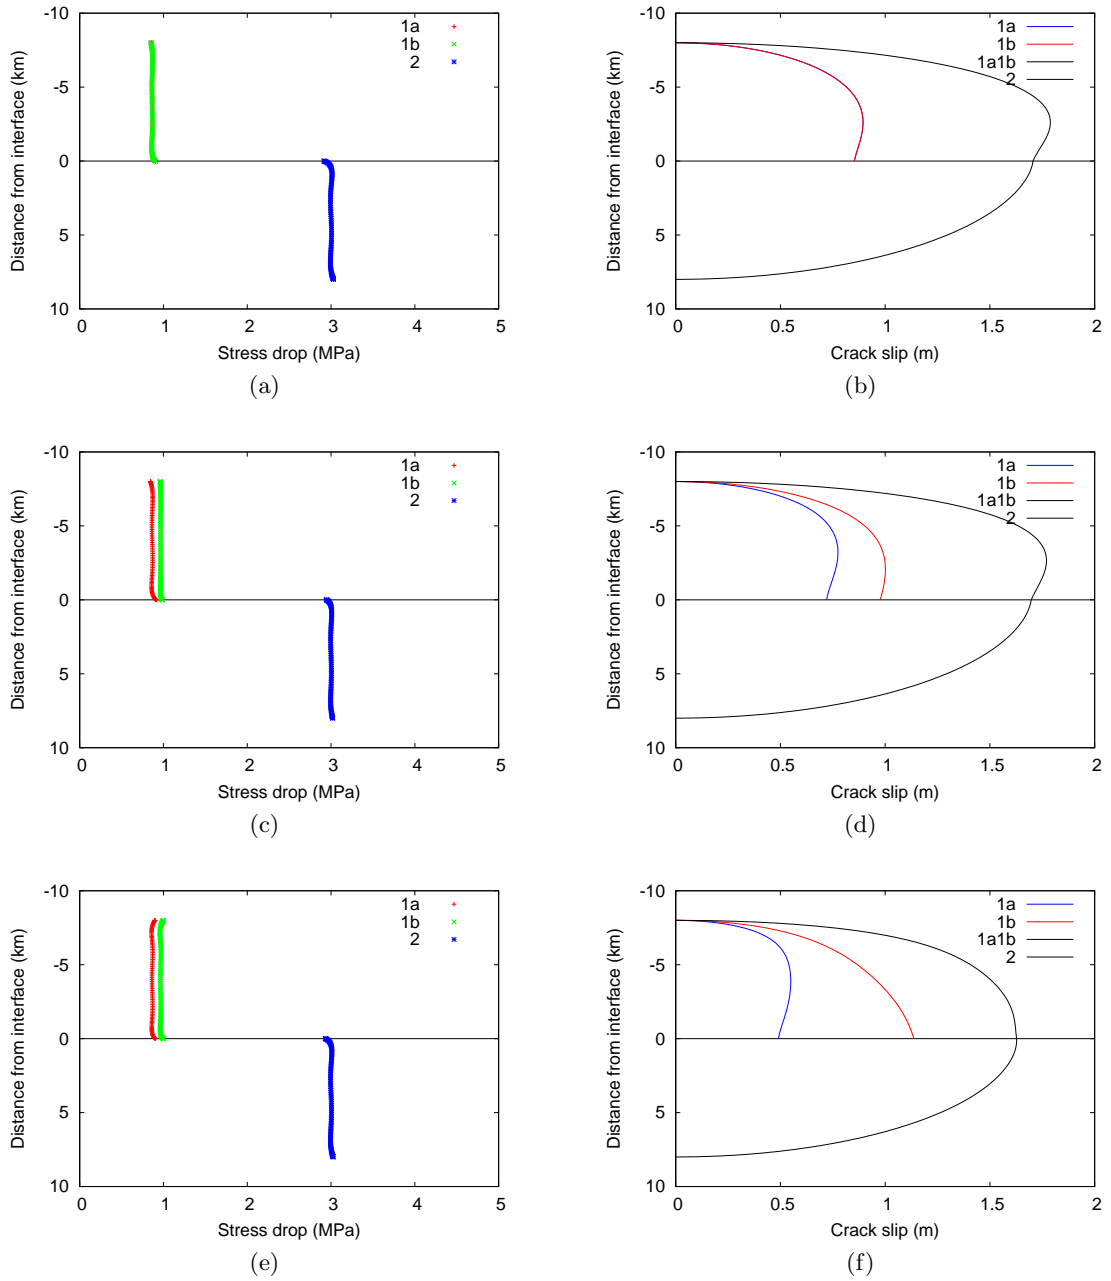 -10
-5
0
5
10
0
1
2
3
4
5
Distance from interface (km)
Stress drop (MPa)
1a
1b
2
(a)
-10
-5
0
5
10
0
0.5
1
1.5
2
Distance from interface (km)
Crack slip (m)
1a
1b
1a1b
2
(b)
-10
-5
0
5
10
0
1
2
3
4
5
Distance from interface (km)
Stress drop (MPa)
1a
1b
2
(c)
-10
-5
0
5
10
0
0.5
1
1.5
2
Distance from interface (km)
Crack slip (m)
1a
1b
1a1b
2
(d)
-10
-5
0
5
10
0
1
2
3
4
5
Distance from interface (km)
Stress drop (MPa)
1a
1b
2
(e)
-10
-5
0
5
10
0
0.5
1
1.5
2
Distance from interface (km)
Crack slip (m)
1a
1b
1a1b
2
(f)